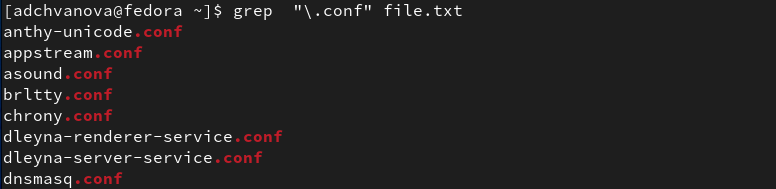 [adchvanova@fedora ~]$ grep  "\.conf" file.txt
anthy-unicode.conf
appstream.conf
asound.conf
brltty.conf
chrony.conf
dleyna-renderer-service.conf
dleyna-server-service.conf
dnsmasq.conf